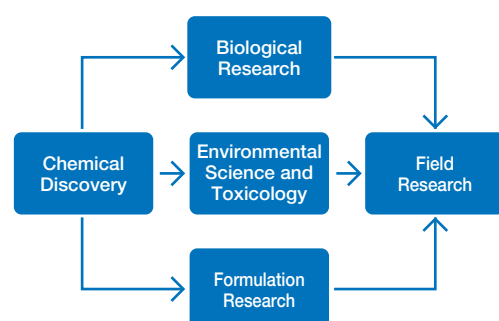 Biological
Research
Chemical
Discovery
Environmental
Science and
Toxicology
Field
Research
Formulation
Research